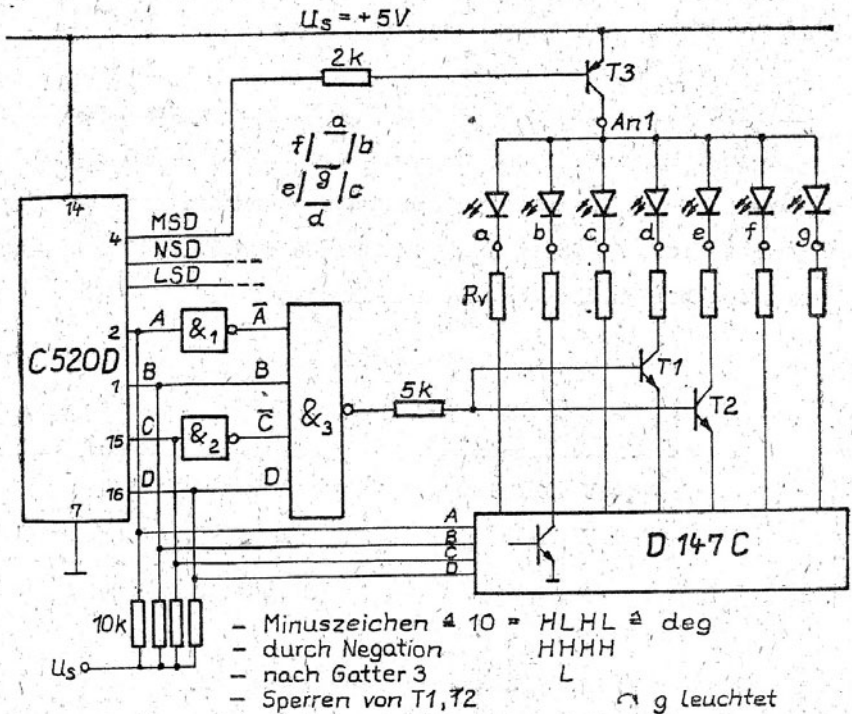 Us = +5V
2k
T3
An1
a
f b
g
e c
d
14
4 MSD
NSD
LSD
a b c d e f g
Rv
C520D
2 A &1 A̅
1 B B
&3
5k
T1
T2
15 C &2 C̅
16 D D
7
A
B
C
D
D 147 C
10k
Us
- Minuszeichen ≙ 10 = HLHL ≙ deg
- durch Negation HHHH
- nach Gatter 3 L
- Sperren von T1, T2 ↷ g leuchtet